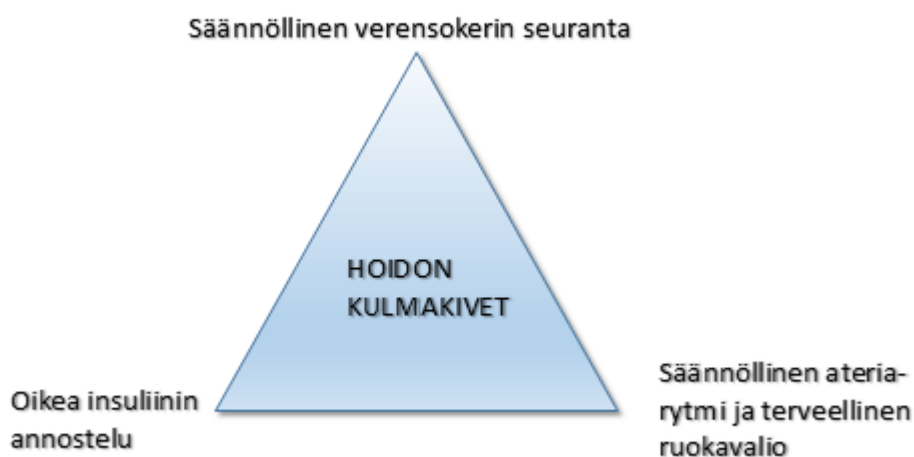 Säännöllinen verensokerin seuranta
HOIDON
KULMAKIVET
Oikea insuliinin
annostelu
Säännöllinen ateria-
rytmi ja terveellinen
ruokavalio